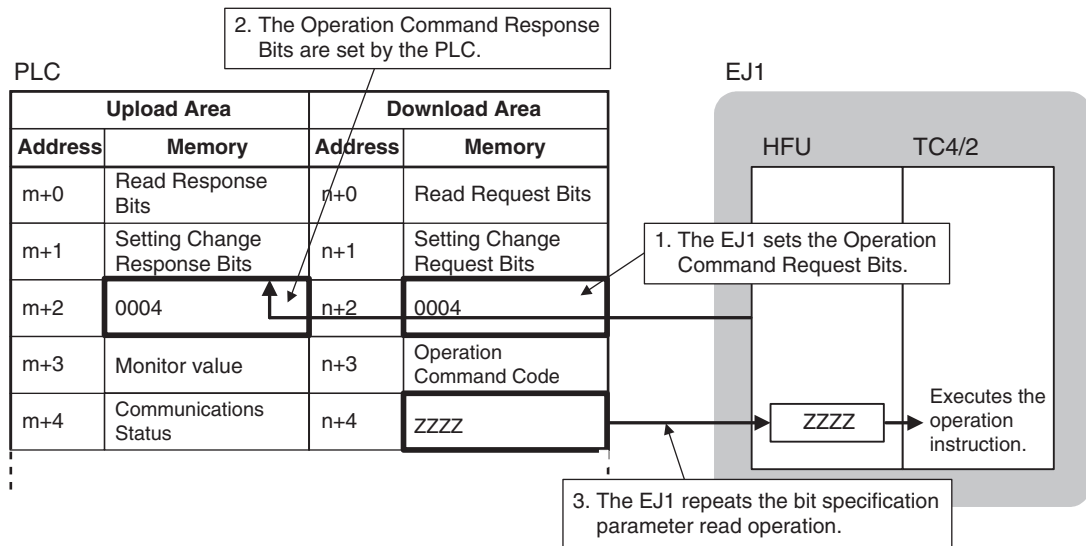 2. The Operation Command Response
Bits are set by the PLC.
PLC
EJ1
Upload Area
Download Area
Address
Memory
Address
Memory
HFU
TC4/2
m+0
Read Response
Bits
n+0
Read Request Bits
m+1
Setting Change
Response Bits
n+1
Setting Change
Request Bits
1. The EJ1 sets the Operation
Command Request Bits.
m+2
0004
n+2
0004
m+3
Monitor value
n+3
Operation
Command Code
m+4
Communications
Status
n+4
ZZZZ
ZZZZ
Executes the
operation
instruction.
3. The EJ1 repeats the bit specification
parameter read operation.